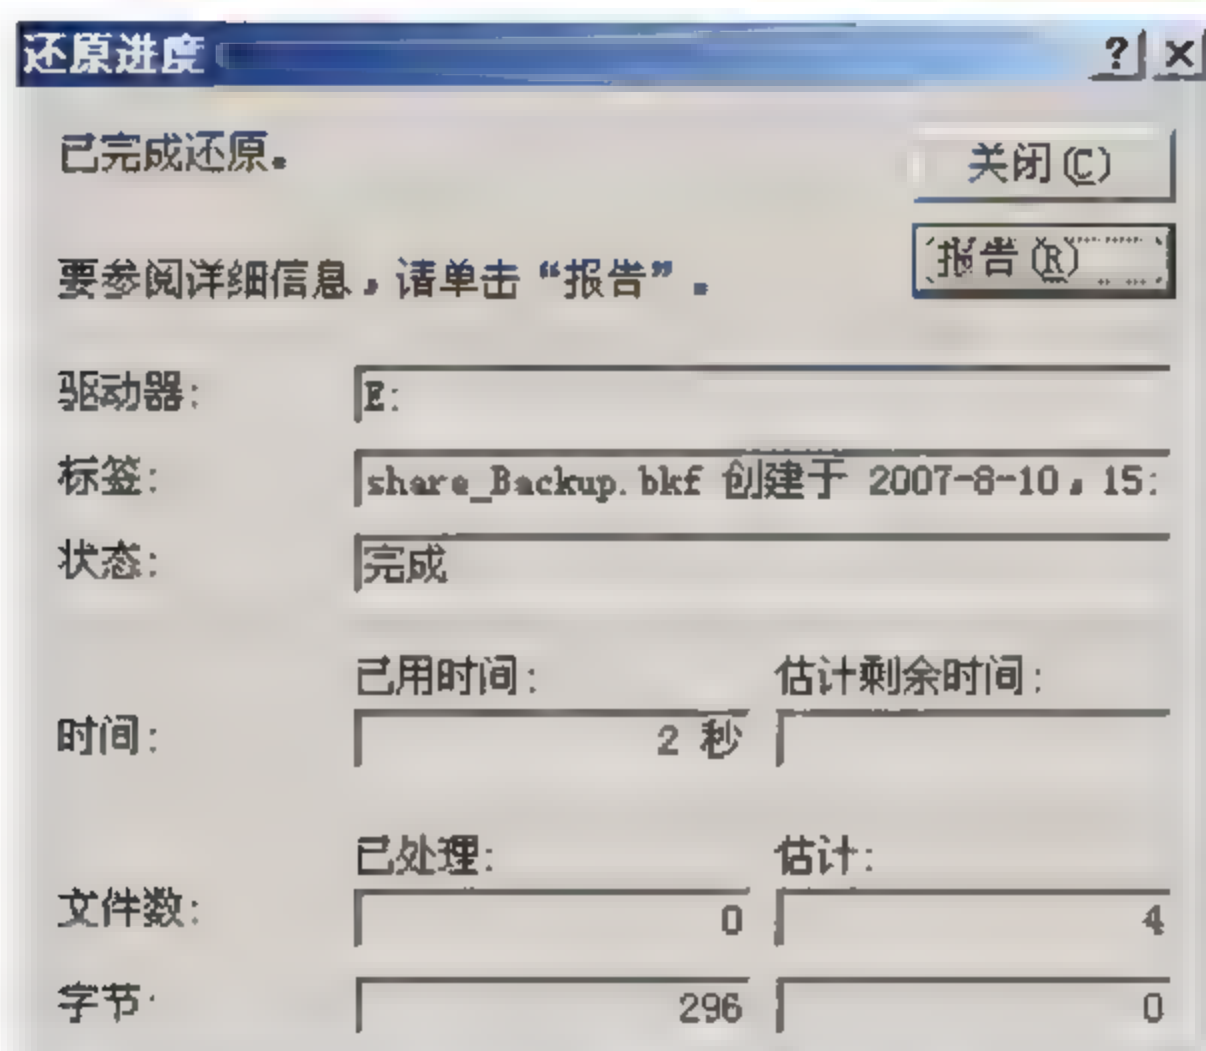 还原进度
? ×
已完成还原。
关闭(C)
要参阅详细信息，请单击“报告”。
报告(R)
驱动器: E:
标签: share_Backup.bkf 创建于 2007-8-10，15:
状态: 完成
已用时间: 估计剩余时间:
时间: 2 秒
已处理: 估计:
文件数: 0 4
字节: 296 0